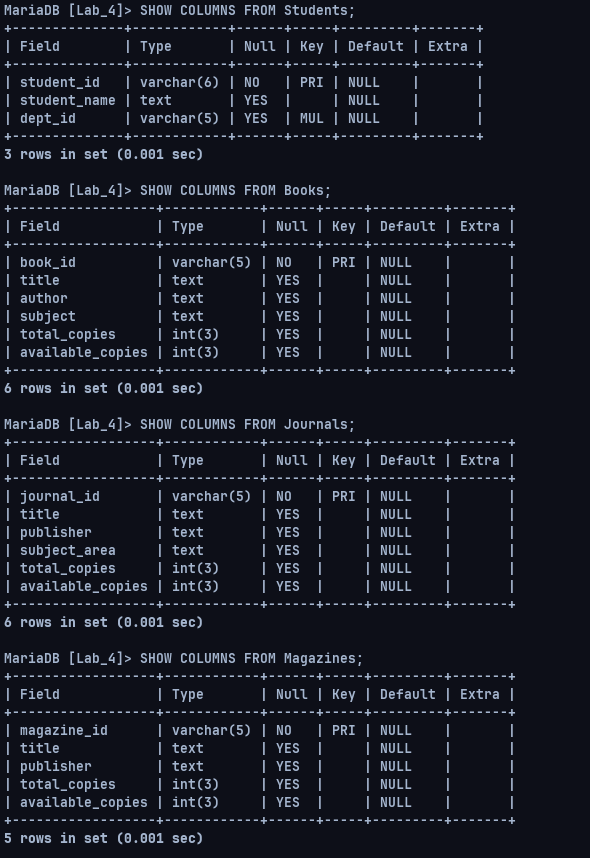 MariaDB [Lab_4]> SHOW COLUMNS FROM Students;
+--------------+------------+------+-----+---------+-------+
| Field        | Type       | Null | Key | Default | Extra |
+--------------+------------+------+-----+---------+-------+
| student_id   | varchar(6) | NO   | PRI | NULL    |       |
| student_name | text       | YES  |     | NULL    |       |
| dept_id      | varchar(5) | YES  | MUL | NULL    |       |
+--------------+------------+------+-----+---------+-------+
3 rows in set (0.001 sec)

MariaDB [Lab_4]> SHOW COLUMNS FROM Books;
+------------------+------------+------+-----+---------+-------+
| Field            | Type       | Null | Key | Default | Extra |
+------------------+------------+------+-----+---------+-------+
| book_id          | varchar(5) | NO   | PRI | NULL    |       |
| title            | text       | YES  |     | NULL    |       |
| author           | text       | YES  |     | NULL    |       |
| subject          | text       | YES  |     | NULL    |       |
| total_copies     | int(3)     | YES  |     | NULL    |       |
| available_copies | int(3)     | YES  |     | NULL    |       |
+------------------+------------+------+-----+---------+-------+
6 rows in set (0.001 sec)

MariaDB [Lab_4]> SHOW COLUMNS FROM Journals;
+------------------+------------+------+-----+---------+-------+
| Field            | Type       | Null | Key | Default | Extra |
+------------------+------------+------+-----+---------+-------+
| journal_id       | varchar(5) | NO   | PRI | NULL    |       |
| title            | text       | YES  |     | NULL    |       |
| publisher        | text       | YES  |     | NULL    |       |
| subject_area     | text       | YES  |     | NULL    |       |
| total_copies     | int(3)     | YES  |     | NULL    |       |
| available_copies | int(3)     | YES  |     | NULL    |       |
+------------------+------------+------+-----+---------+-------+
6 rows in set (0.001 sec)

MariaDB [Lab_4]> SHOW COLUMNS FROM Magazines;
+------------------+------------+------+-----+---------+-------+
| Field            | Type       | Null | Key | Default | Extra |
+------------------+------------+------+-----+---------+-------+
| magazine_id      | varchar(5) | NO   | PRI | NULL    |       |
| title            | text       | YES  |     | NULL    |       |
| publisher        | text       | YES  |     | NULL    |       |
| total_copies     | int(3)     | YES  |     | NULL    |       |
| available_copies | int(3)     | YES  |     | NULL    |       |
+------------------+------------+------+-----+---------+-------+
5 rows in set (0.001 sec)